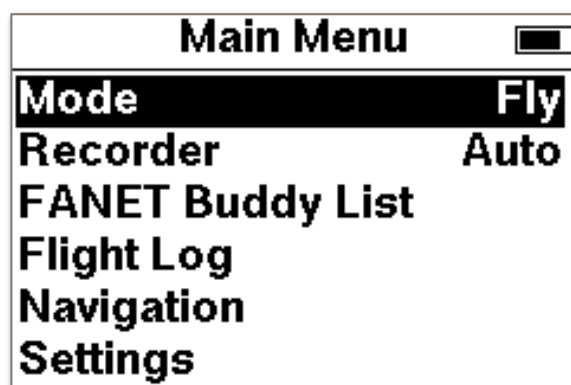 Main Menu
Mode Fly
Recorder Auto
FANET Buddy List
Flight Log
Navigation
Settings